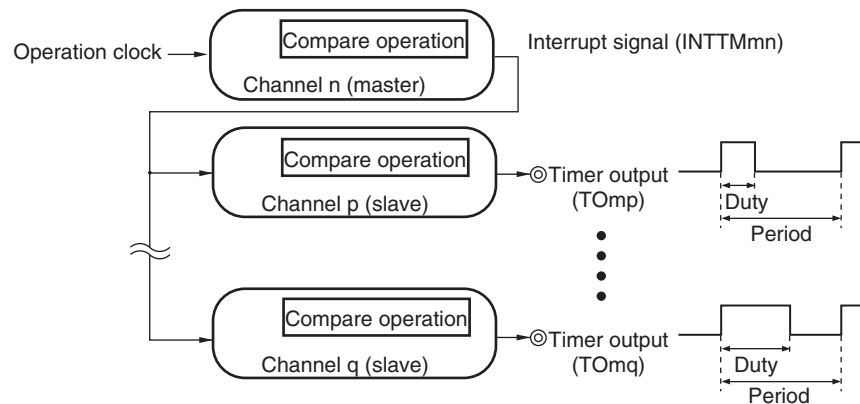 Compare operation
Operation clock
Interrupt signal (INTTMmn)
Channel n (master)
Compare operation
Timer output
(TOmp)
Channel p (slave)
Duty
Period
Compare operation
Timer output
(TOmq)
Channel q (slave)
Duty
Period